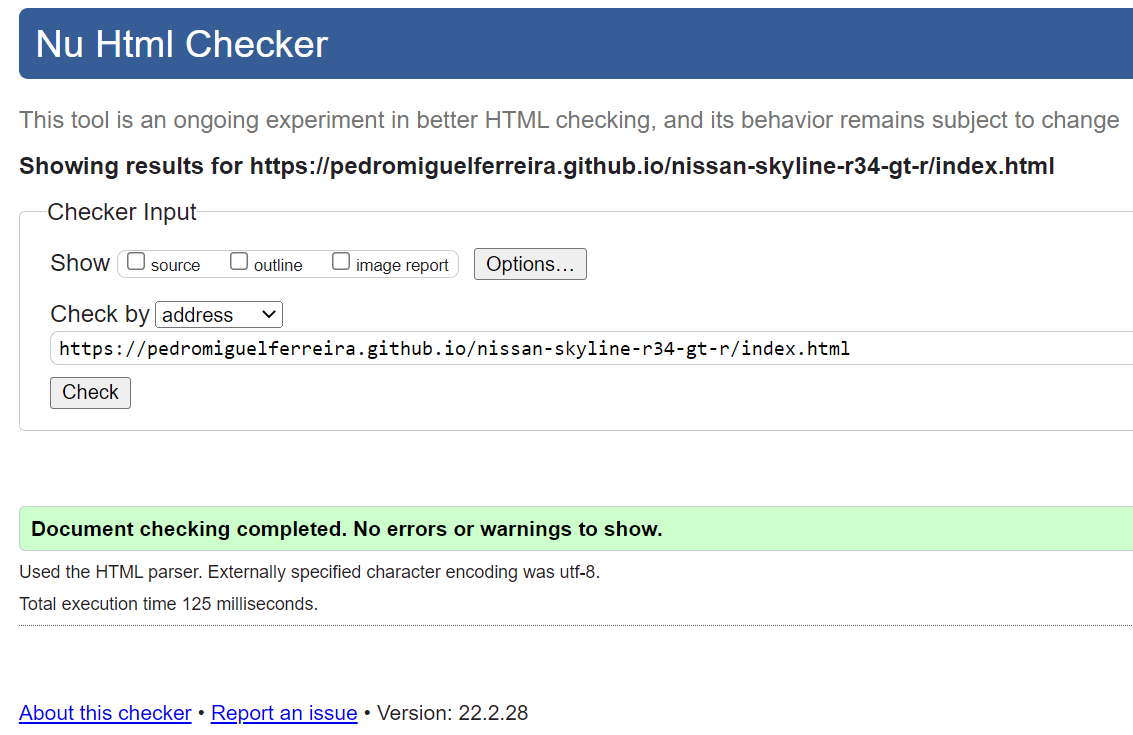 Nu Html Checker
This tool is an ongoing experiment in better HTML checking, and its behavior remains subject to change
Showing results for https://pedromiguelferreira.github.io/nissan-skyline-r34-gt-r/index.html
Checker Input
Show source outline image report Options…
Check by address
https://pedromiguelferreira.github.io/nissan-skyline-r34-gt-r/index.html
Check
Document checking completed. No errors or warnings to show.
Used the HTML parser. Externally specified character encoding was utf-8.
Total execution time 125 milliseconds.
About this checker • Report an issue • Version: 22.2.28